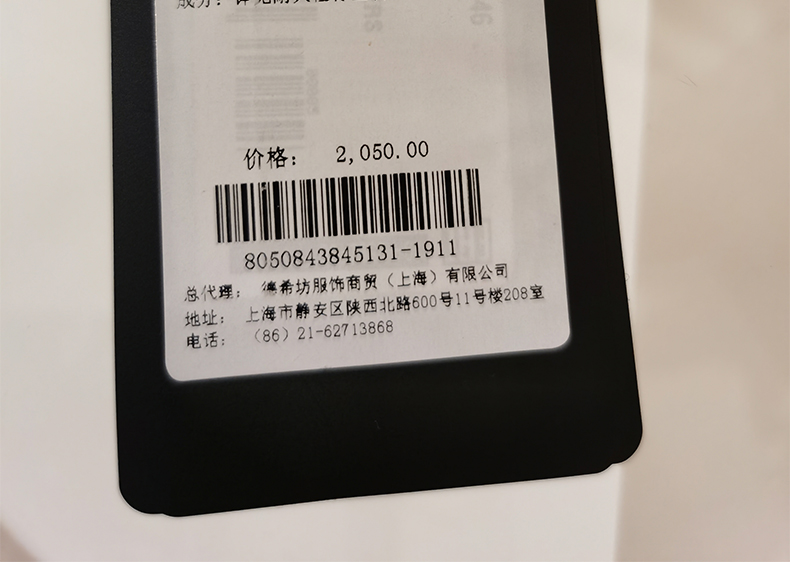 价格： 2,050.00
8050843845131-1911
总代理： 德希坊服饰商贸（上海）有限公司
地址： 上海市静安区陕西北路600号11号楼208室
电话： （86）21-62713868